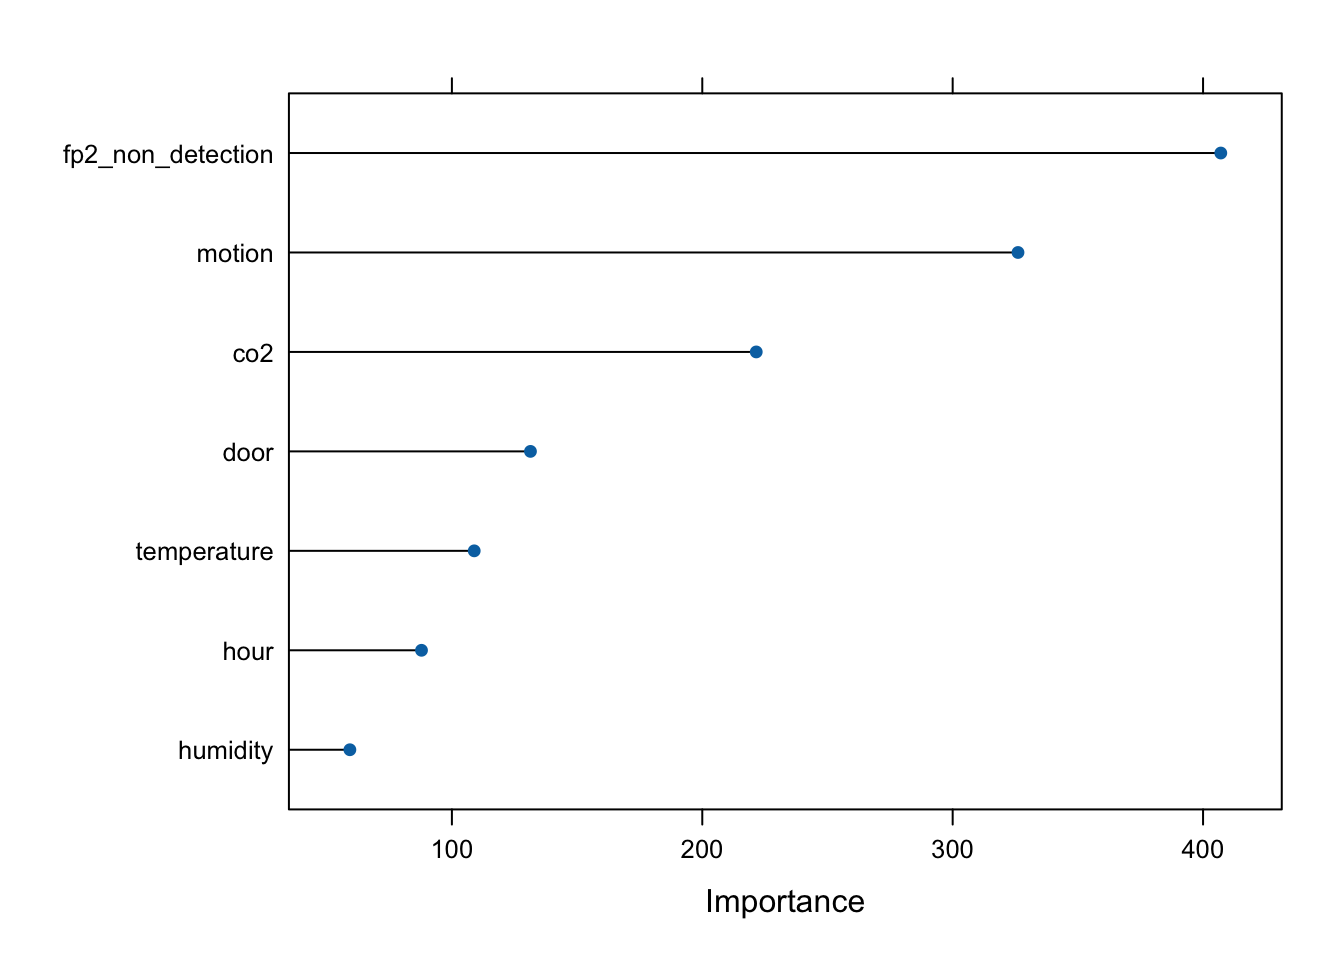 fp2_non_detection
motion
co2
door
temperature
hour
humidity
100 200 300 400
Importance